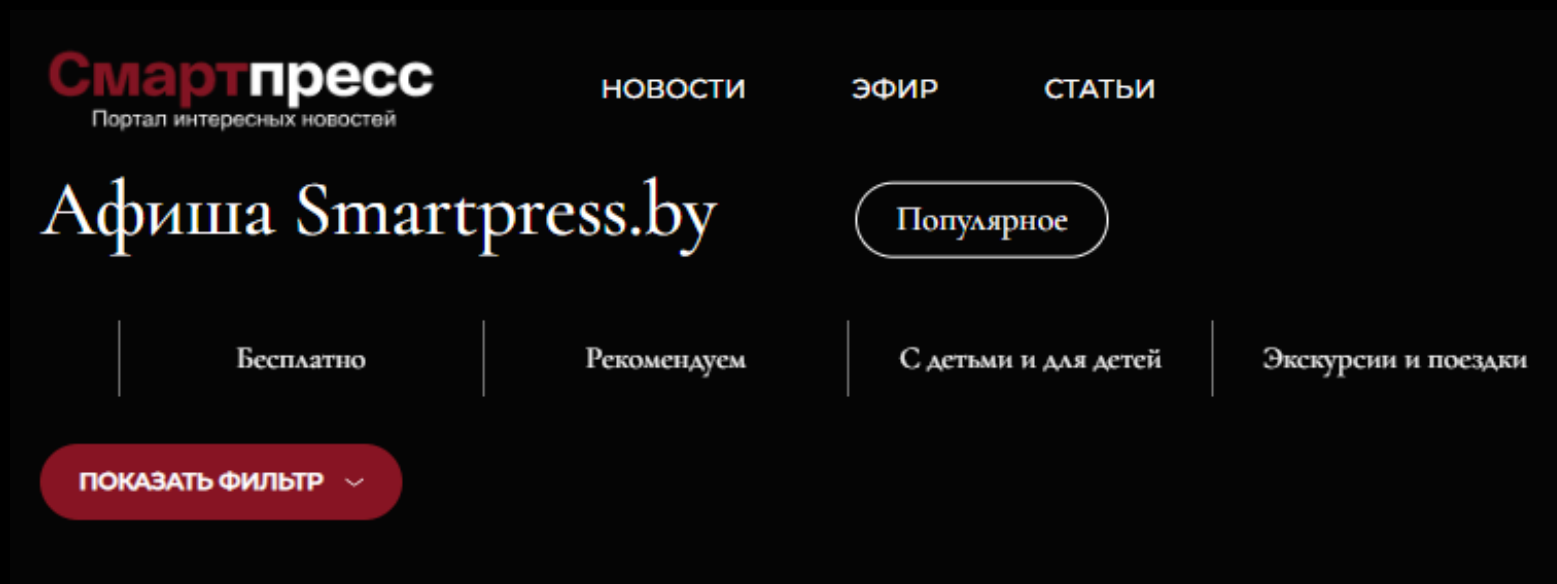 Смартпресс
Портал интересных новостей
НОВОСТИ ЭФИР СТАТЬИ
Афиша Smartpress.by
Популярное
Бесплатно Рекомендуем С детьми и для детей Экскурсии и поездки
ПОКАЗАТЬ ФИЛЬТР